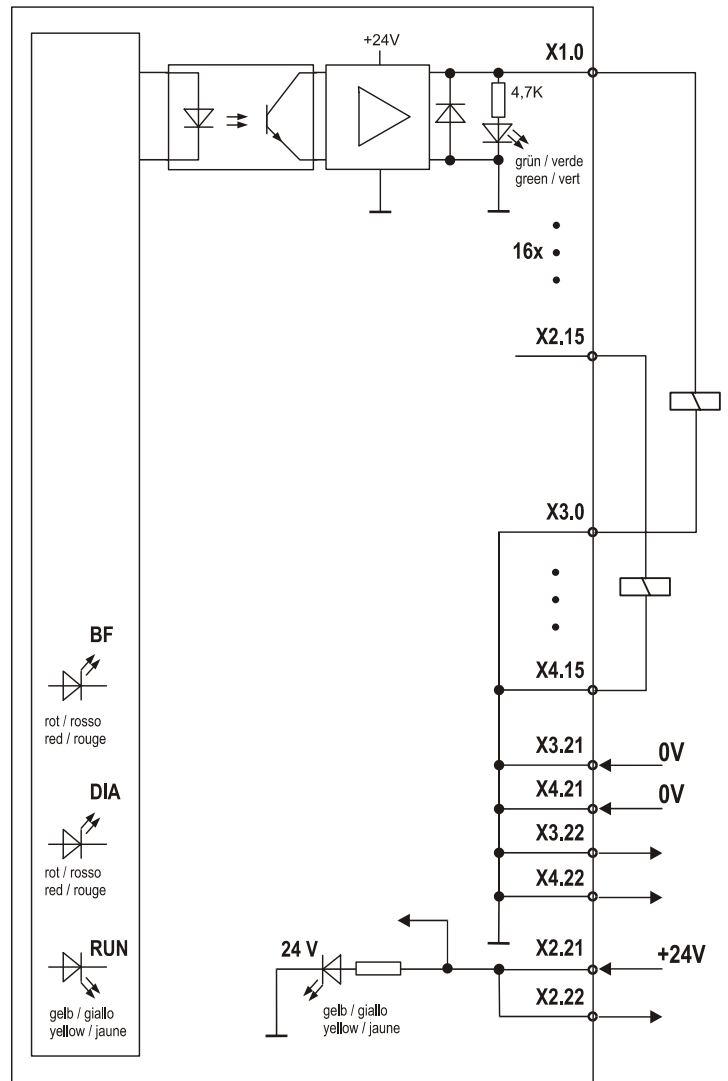 +24V
X1.0
4,7K
grün / verde
green / vert
16x
X2.15
X3.0
BF
rot / rosso
red / rouge
X4.15
X3.21
0V
DIA
X4.21
0V
X3.22
rot / rosso
red / rouge
X4.22
RUN
24 V
X2.21
+24V
X2.22
gelb / giallo
yellow / jaune
gelb / giallo
yellow / jaune